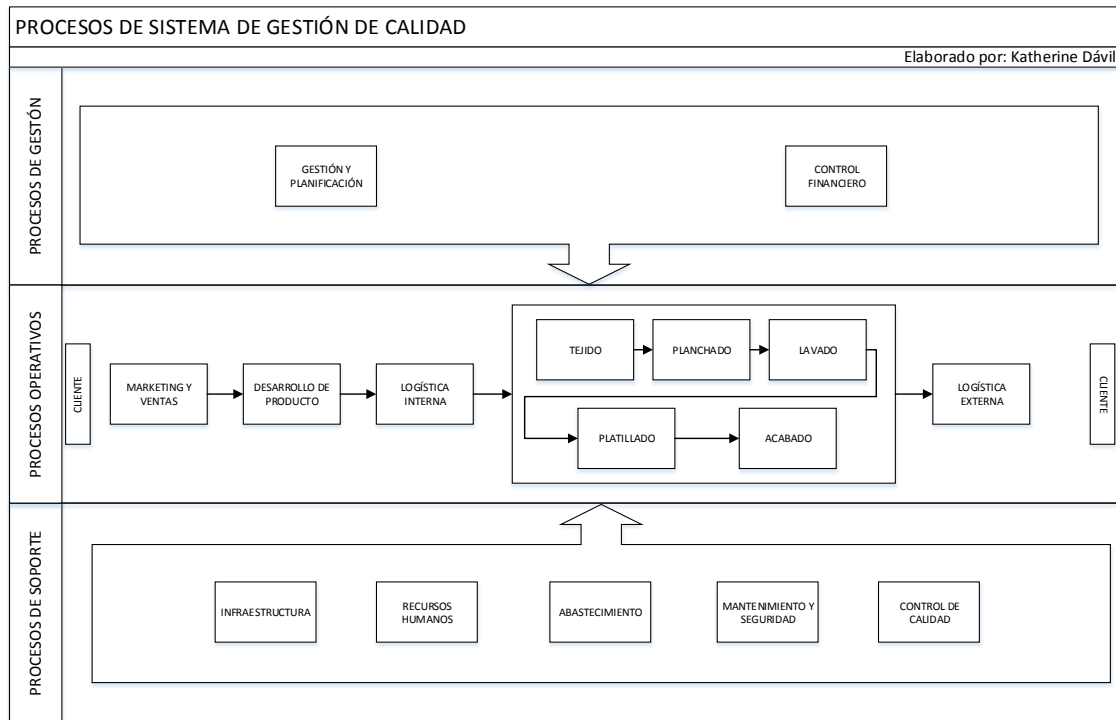 PROCESOS DE SISTEMA DE GESTIÓN DE CALIDAD
Elaborado por: Katherine Dávil
PROCESOS DE GESTIÓN
GESTIÓN Y
PLANIFICACIÓN
CONTROL
FINANCIERO
PROCESOS OPERATIVOS
CLIENTE
MARKETING Y
VENTAS
DESARROLLO DE
PRODUCTO
LOGÍSTICA
INTERNA
TEJIDO
PLANCHADO
LAVADO
PLATILLADO
ACABADO
LOGÍSTICA
EXTERNA
CLIENTE
PROCESOS DE SOPORTE
INFRAESTRUCTURA
RECURSOS
HUMANOS
ABASTECIMIENTO
MANTENIMIENTO Y
SEGURIDAD
CONTROL DE
CALIDAD